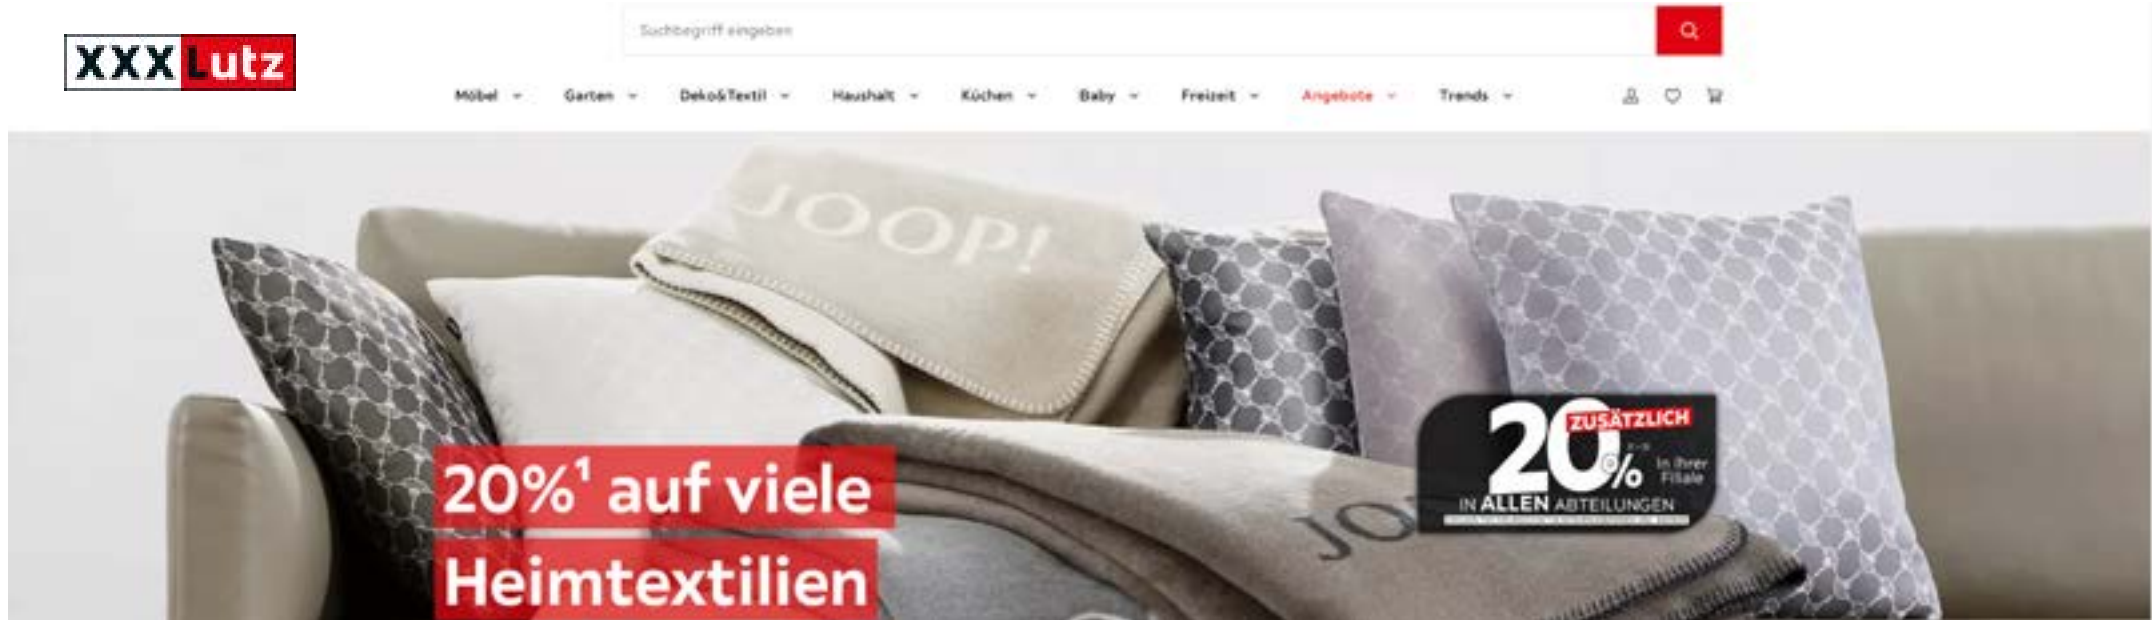 XXXLutz
Suchbegriff eingeben
Möbel Garten Deko&Textil Haushalt Küchen Baby Freizeit Angebote Trends
JOOP!
20%¹ auf viele
Heimtextilien
ZUSÄTZLICH
20%
In Ihrer
Filiale
IN ALLEN ABTEILUNGEN
JO